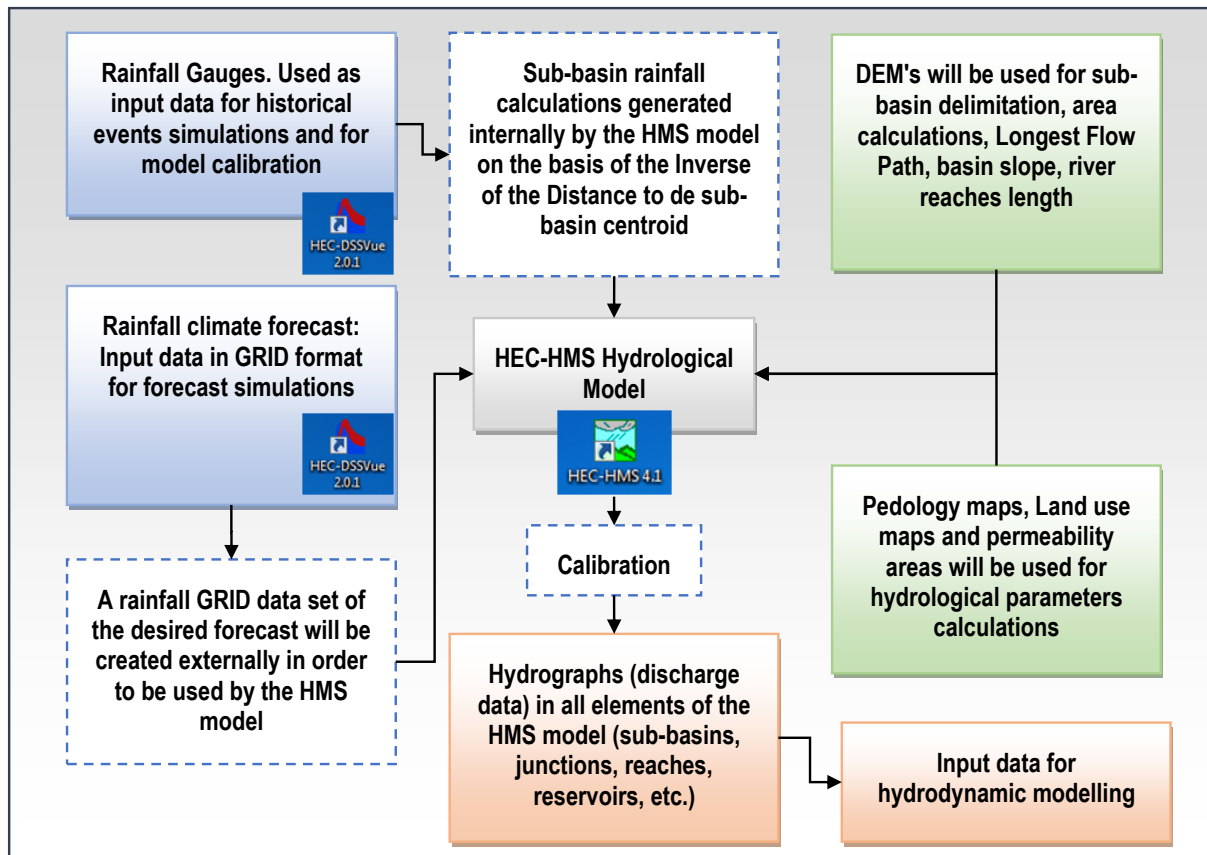 Rainfall Gauges. Used as
input data for historical
events simulations and for
model calibration
HEC-DSSVue
2.0.1
Sub-basin rainfall
calculations generated
internally by the HMS model
on the basis of the Inverse
of the Distance to de sub-
basin centroid
DEM's will be used for sub-
basin delimitation, area
calculations, Longest Flow
Path, basin slope, river
reaches length
Rainfall climate forecast:
Input data in GRID format
for forecast simulations
HEC-DSSVue
2.0.1
HEC-HMS Hydrological
Model
HEC-HMS 4.1
Pedology maps, Land use
maps and permeability
areas will be used for
hydrological parameters
calculations
Calibration
A rainfall GRID data set of
the desired forecast will be
created externally in order
to be used by the HMS
model
Hydrographs (discharge
data) in all elements of the
HMS model (sub-basins,
junctions, reaches,
reservoirs, etc.)
Input data for
hydrodynamic modelling